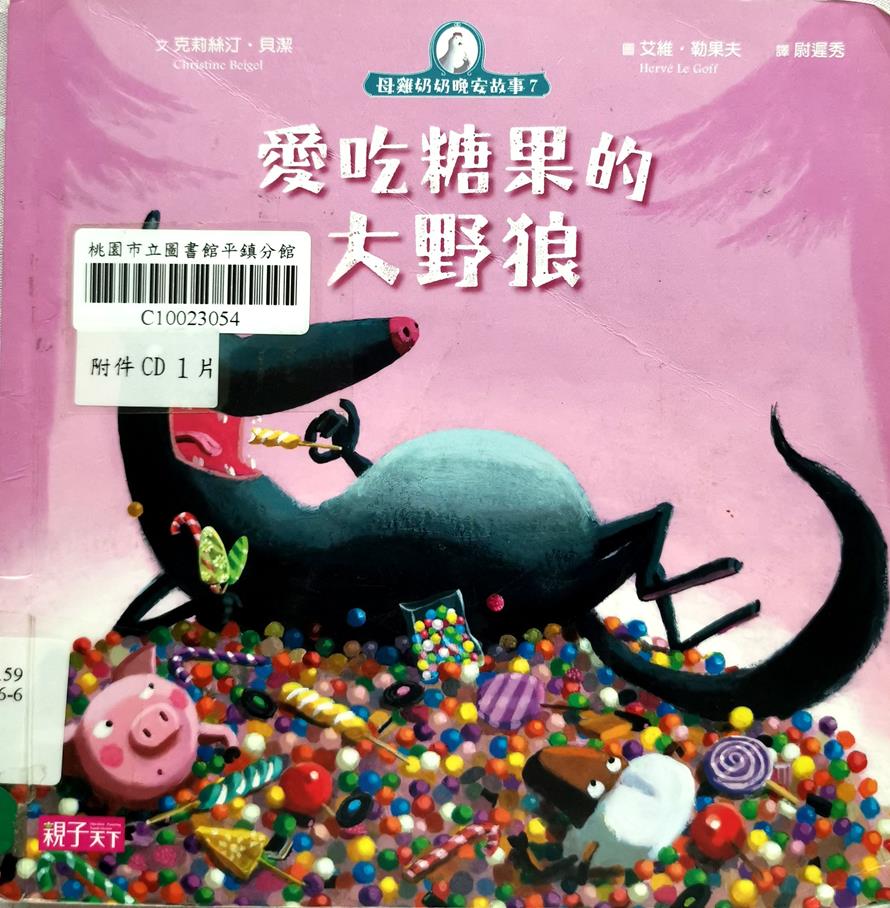 文 克莉絲汀・貝潔
Christine Beigel
圖 艾維・勒果夫
Hervé Le Goff
譯 尉遲秀
母雞奶奶晚安故事7
愛吃糖果的
大野狼
桃園市立圖書館平鎮分館
C10023054
附件 CD 1 片
.59
6-6
親子天下